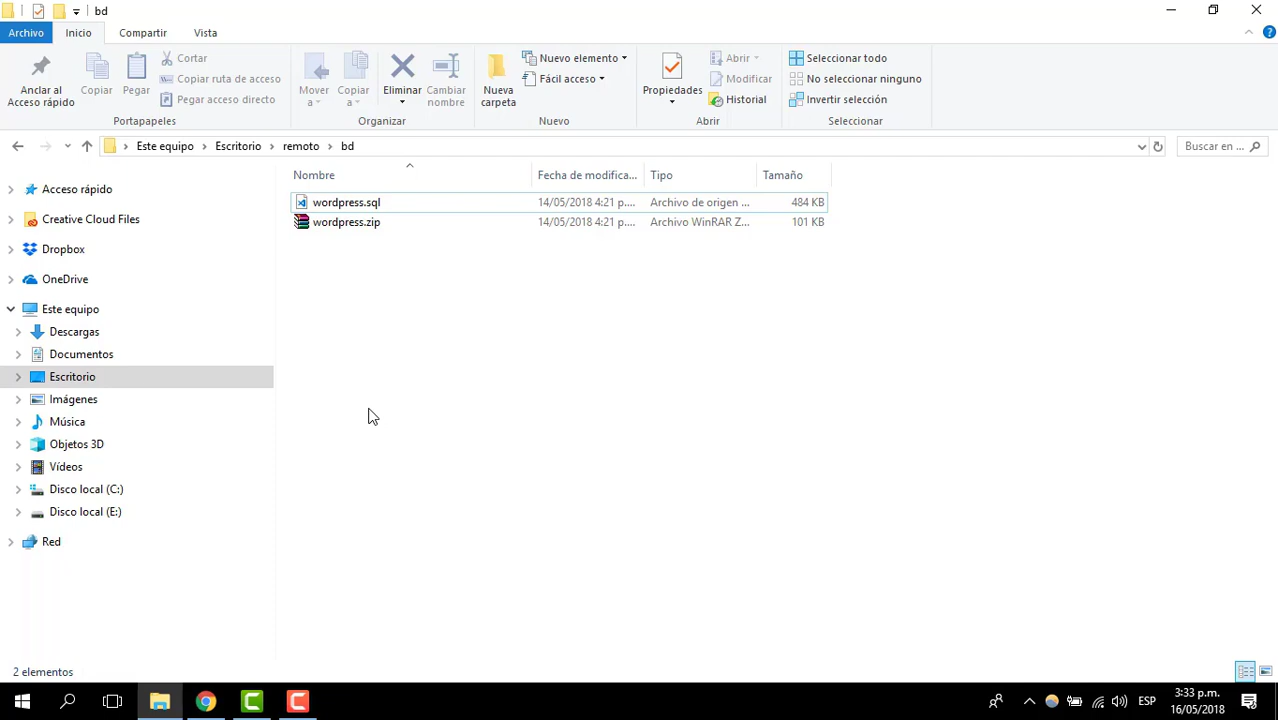 bd
Archivo Inicio Compartir Vista
Anclar al Acceso rápido
Copiar
Pegar
Cortar
Copiar ruta de acceso
Pegar acceso directo
Portapapeles
Mover a
Copiar a
Eliminar
Cambiar nombre
Organizar
Nueva carpeta
Nuevo elemento
Fácil acceso
Nuevo
Propiedades
Abrir
Modificar
Historial
Abrir
Seleccionar todo
No seleccionar ninguno
Invertir selección
Seleccionar
Este equipo Escritorio remoto bd
Buscar en ...
Nombre Fecha de modifica... Tipo Tamaño
wordpress.sql 14/05/2018 4:21 p.... Archivo de origen ... 484 KB
wordpress.zip 14/05/2018 4:21 p.... Archivo WinRAR Z... 101 KB
Acceso rápido
Creative Cloud Files
Dropbox
OneDrive
Este equipo
Descargas
Documentos
Escritorio
Imágenes
Música
Objetos 3D
Vídeos
Disco local (C:)
Disco local (E:)
Red
2 elementos
ESP
3:33 p.m.
16/05/2018